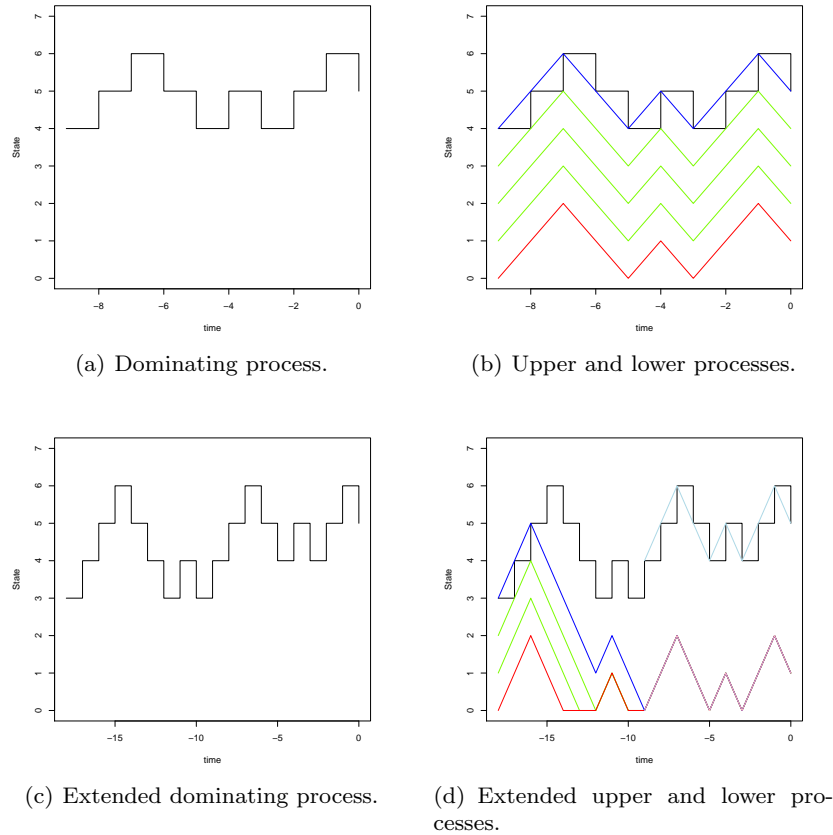 State
7
6
5
4
3
2
1
0
−8 −6 −4 −2 0
time
(a) Dominating process.
State
7
6
5
4
3
2
1
0
−8 −6 −4 −2 0
time
(b) Upper and lower processes.
State
7
6
5
4
3
2
1
0
−15 −10 −5 0
time
(c) Extended dominating process.
State
7
6
5
4
3
2
1
0
−15 −10 −5 0
time
(d) Extended upper and lower pro-
cesses.